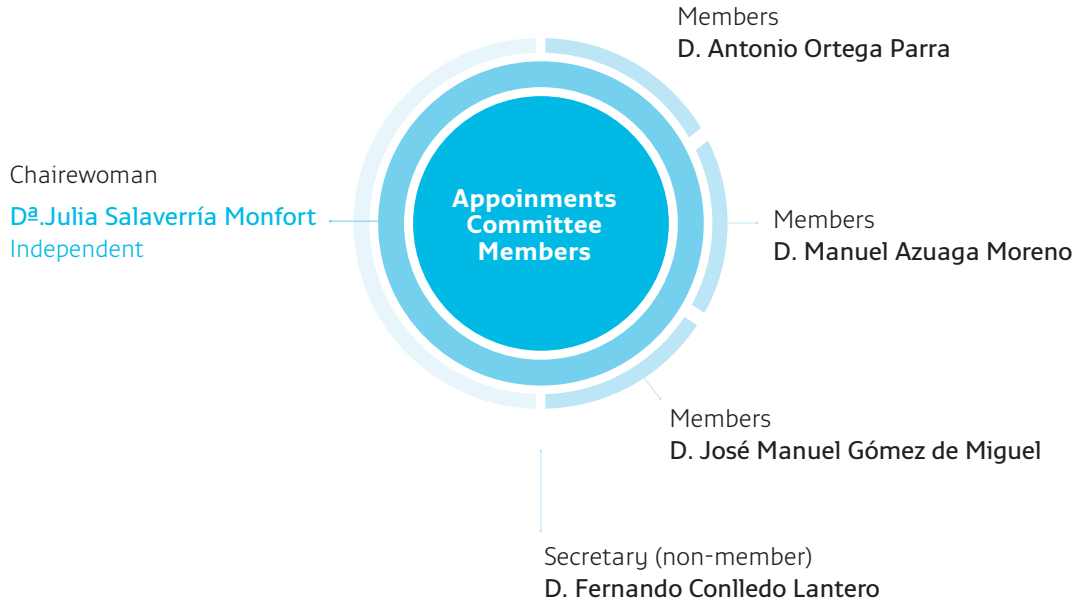 Members
D. Antonio Ortega Parra
Chairewoman
Dª.Julia Salaverría Monfort
Independent
Appoinments
Committee
Members
Members
D. Manuel Azuaga Moreno
Members
D. José Manuel Gómez de Miguel
Secretary (non-member)
D. Fernando Conlledo Lantero